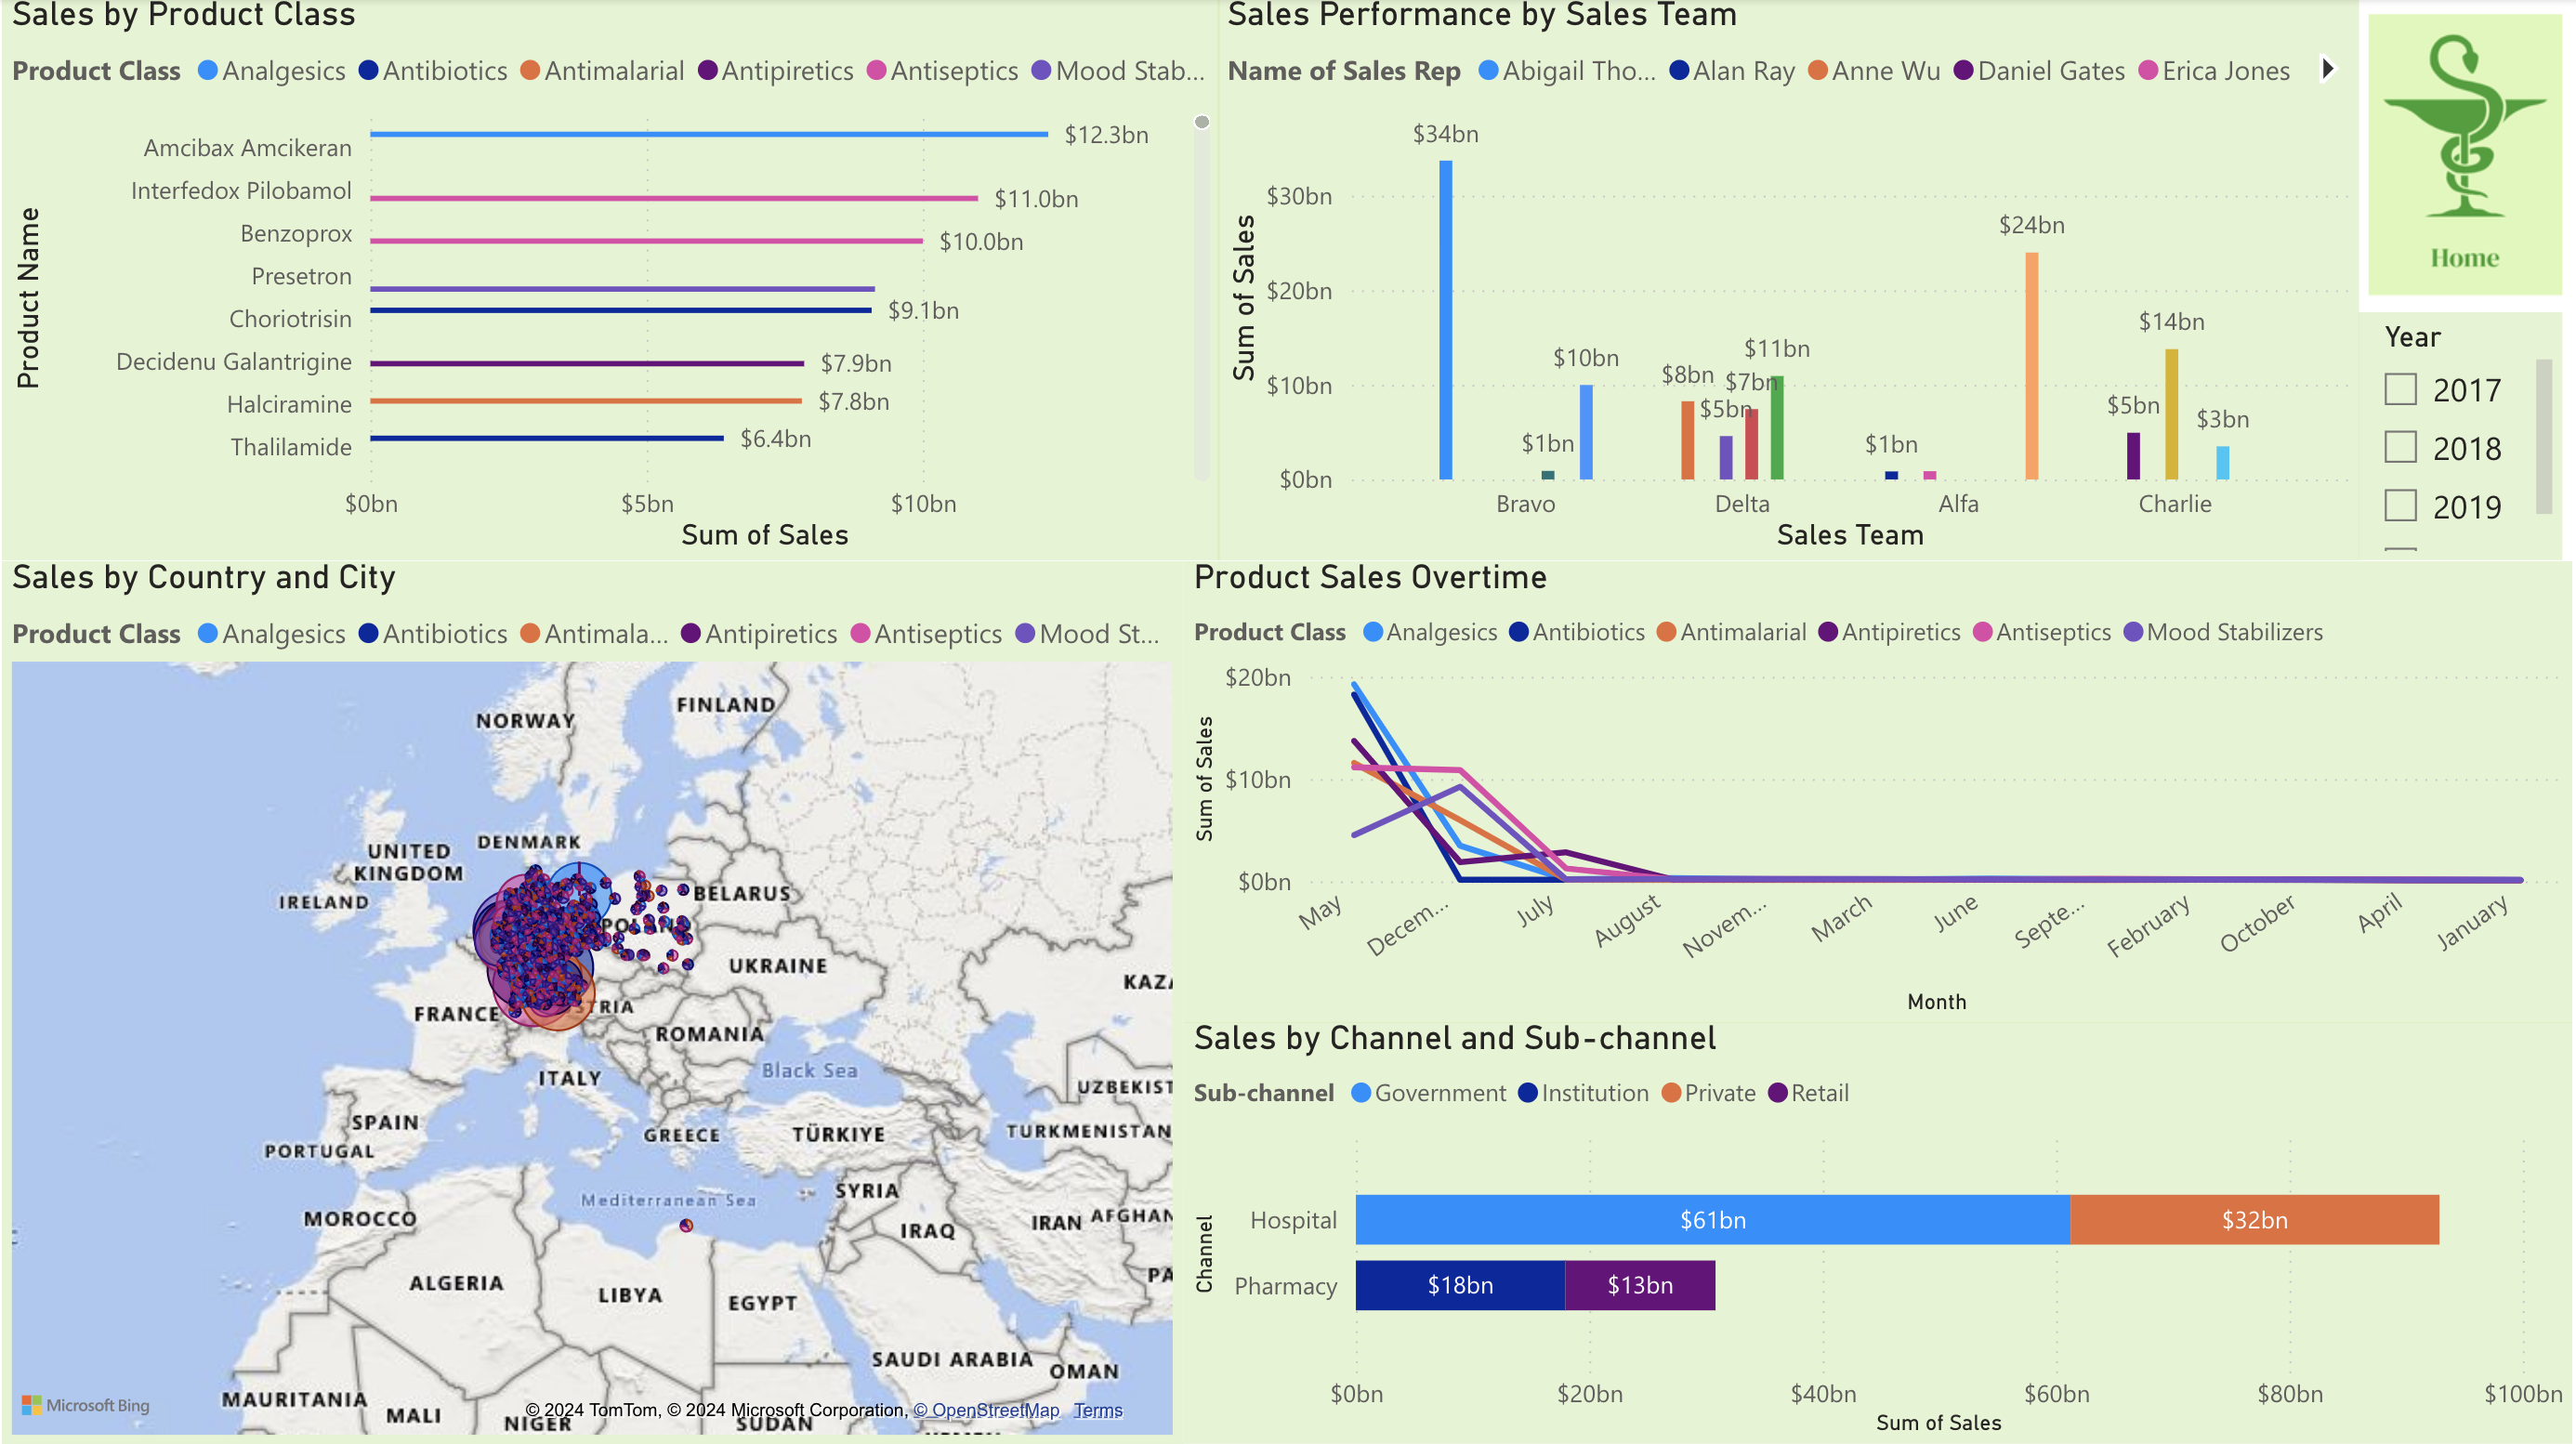 Sales by Product Class
Product Class Analgesics Antibiotics Antimalarial Antipiretics Antiseptics Mood Stab...
Product Name
Amcibax Amcikeran
$12.3bn
Interfedox Pilobamol
$11.0bn
Benzoprox
$10.0bn
Presetron
Choriotrisin
$9.1bn
Decidenu Galantrigine
$7.9bn
Halciramine
$7.8bn
Thalilamide
$6.4bn
$0bn $5bn $10bn
Sum of Sales
Sales Performance by Sales Team
Name of Sales Rep Abigail Tho... Alan Ray Anne Wu Daniel Gates Erica Jones
Sum of Sales
$30bn
$20bn
$10bn
$0bn
$34bn
$1bn
$10bn
$8bn
$5bn
$7bn
$11bn
$1bn
$24bn
$5bn
$14bn
$3bn
Bravo Delta Alfa Charlie
Sales Team
Home
Year
2017
2018
2019
Sales by Country and City
Product Class Analgesics Antibiotics Antimala... Antipiretics Antiseptics Mood St...
FINLAND
NORWAY
DENMARK
UNITED
KINGDOM
IRELAND
BELARUS
UKRAINE
FRANCE
ROMANIA
ITALY
Black Sea
SPAIN
PORTUGAL
GREECE
TÜRKIYE
TURKMENISTAN
UZBEKIST
KAZA
SYRIA
Mediterranean Sea
MOROCCO
IRAQ
IRAN
AFGHAN
ALGERIA
LIBYA
EGYPT
PA
SAUDI ARABIA
OMAN
MAURITANIA
MALI
NIGER
SUDAN
Microsoft Bing
© 2024 TomTom, © 2024 Microsoft Corporation, © OpenStreetMap Terms
Product Sales Overtime
Product Class Analgesics Antibiotics Antimalarial Antipiretics Antiseptics Mood Stabilizers
Sum of Sales
$20bn
$10bn
$0bn
May Decem... July August Novem... March June Septe... February October April January
Month
Sales by Channel and Sub-channel
Sub-channel Government Institution Private Retail
Channel
Hospital $61bn $32bn
Pharmacy $18bn $13bn
$0bn $20bn $40bn $60bn $80bn $100bn
Sum of Sales